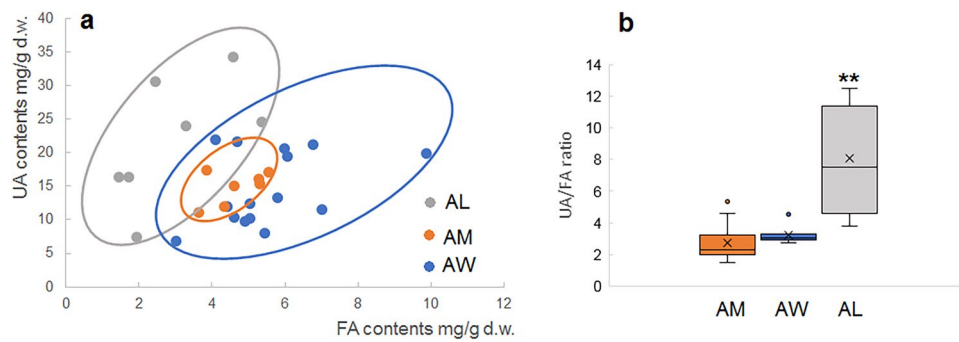 a
UA contents mg/g d.w.
40
35
30
25
20
15
10
5
0
0 2 4 6 8 10 12
FA contents mg/g d.w.
AL
AM
AW
b
UA/FA ratio
14
12
10
8
6
4
2
0
**
AM AW AL